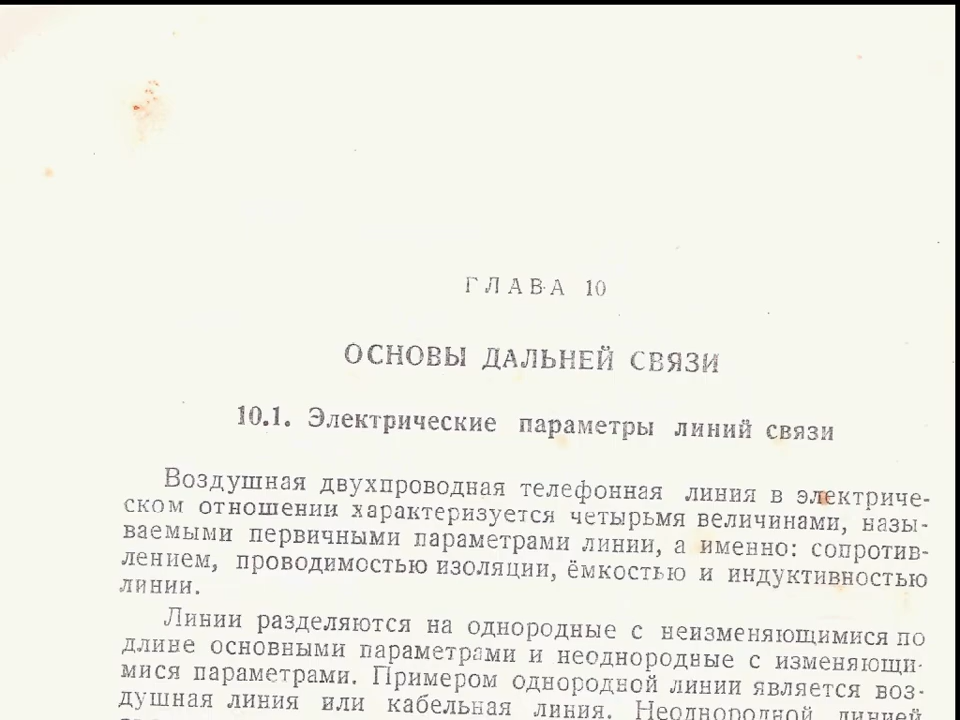 ГЛАВА 10
ОСНОВЫ ДАЛЬНЕЙ СВЯЗИ
10.1. Электрические параметры линий связи
Воздушная двухпроводная телефонная линия в электриче-
ском отношении характеризуется четырьмя величинами, назы-
ваемыми первичными параметрами линии, а именно: сопротив-
лением, проводимостью изоляции, ёмкостью и индуктивностью
линии.
Линии разделяются на однородные с неизменяющимися по
длине основными параметрами и неоднородные с изменяющи-
мися параметрами. Примером однородной линии является воз-
душная линия или кабельная линия. Неоднородной линией